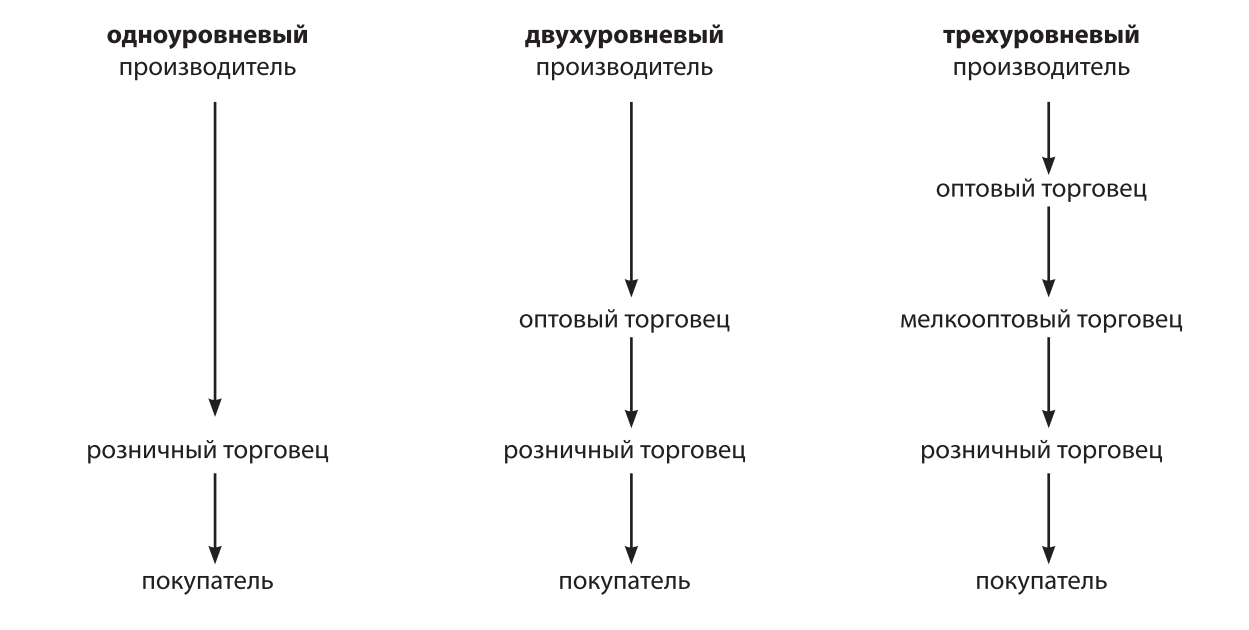 одноуровневый
производитель
розничный торговец
покупатель
двухуровневый
производитель
оптовый торговец
розничный торговец
покупатель
трехуровневый
производитель
оптовый торговец
мелкооптовый торговец
розничный торговец
покупатель